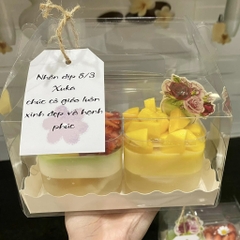 Nhân dịp 8/3
Xuka
chúc cô giáo luôn
xinh đẹp và hạnh
phúc